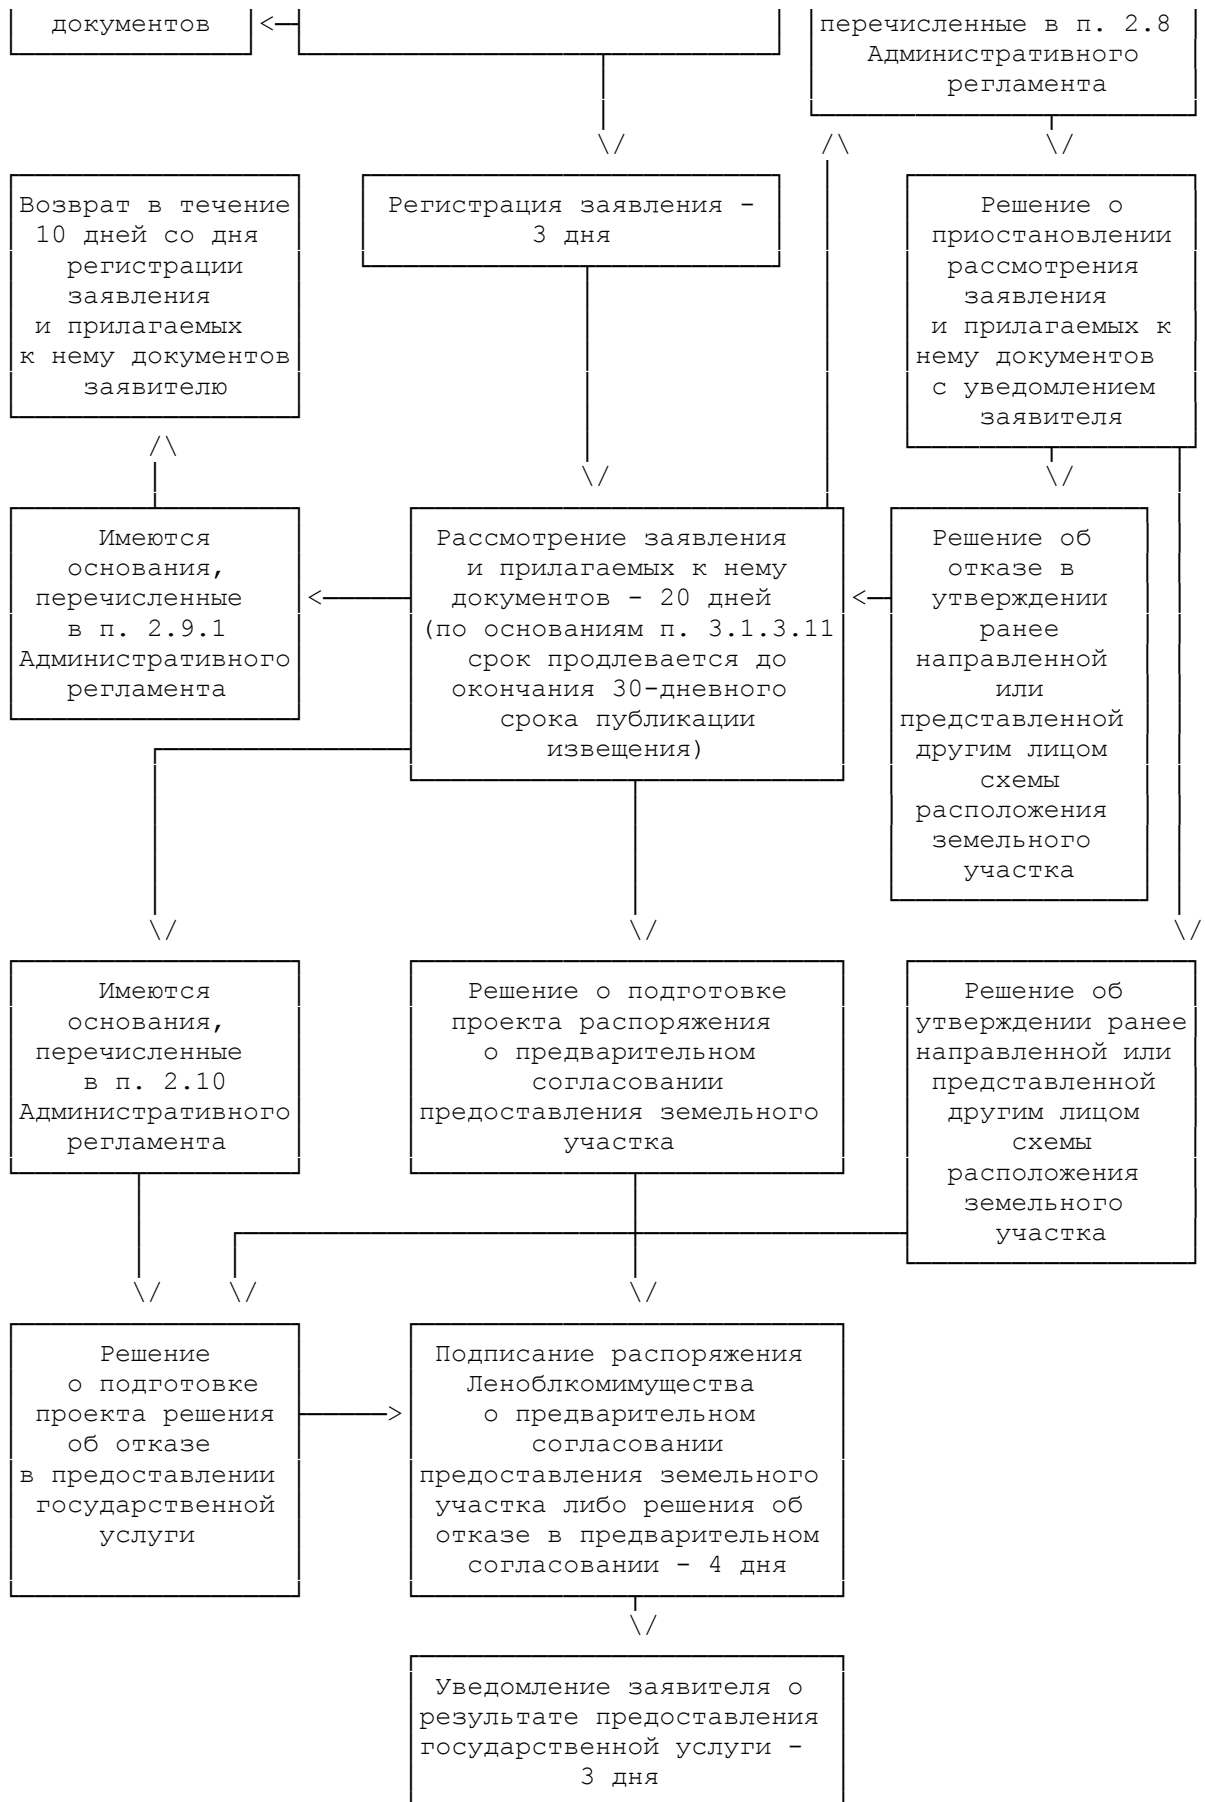 документов
перечисленные в п. 2.8
Административного
регламента
Возврат в течение
10 дней со дня
регистрации
заявления
и прилагаемых
к нему документов
заявителю
Регистрация заявления -
3 дня
Решение о
приостановлении
рассмотрения
заявления
и прилагаемых к
нему документов
с уведомлением
заявителя
Имеются
основания,
перечисленные
в п. 2.9.1
Административного
регламента
Рассмотрение заявления
и прилагаемых к нему
документов - 20 дней
(по основаниям п. 3.1.3.11
срок продлевается до
окончания 30-дневного
срока публикации
извещения)
Решение об
отказе в
утверждении
ранее
направленной
или
представленной
другим лицом
схемы
расположения
земельного
участка
Имеются
основания,
перечисленные
в п. 2.10
Административного
регламента
Решение о подготовке
проекта распоряжения
о предварительном
согласовании
предоставления земельного
участка
Решение об
утверждении ранее
направленной или
представленной
другим лицом
схемы
расположения
земельного
участка
Решение
о подготовке
проекта решения
об отказе
в предоставлении
государственной
услуги
Подписание распоряжения
Леноблкомимущества
о предварительном
согласовании
предоставления земельного
участка либо решения об
отказе в предварительном
согласовании - 4 дня
Уведомление заявителя о
результате предоставления
государственной услуги -
3 дня